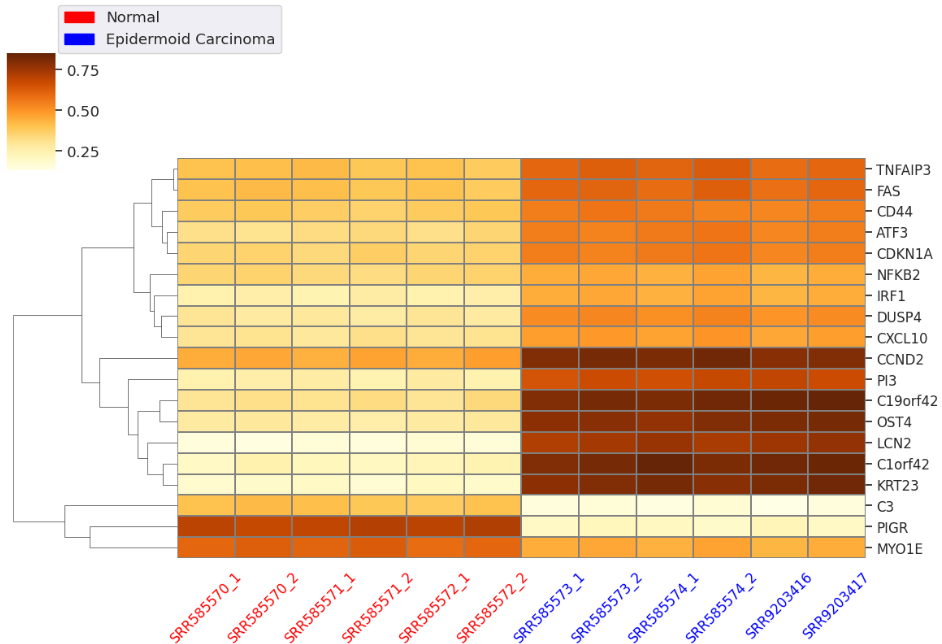 Normal
Epidermoid Carcinoma
0.75
0.50
0.25
TNFAIP3
FAS
CD44
ATF3
CDKN1A
NFKB2
IRF1
DUSP4
CXCL10
CCND2
PI3
C19orf42
OST4
LCN2
C1orf42
KRT23
C3
PIGR
MYO1E
SRR585570_1
SRR585570_2
SRR585571_1
SRR585571_2
SRR585572_1
SRR585572_2
SRR585573_1
SRR585573_2
SRR585574_1
SRR585574_2
SRR9203416
SRR9203417